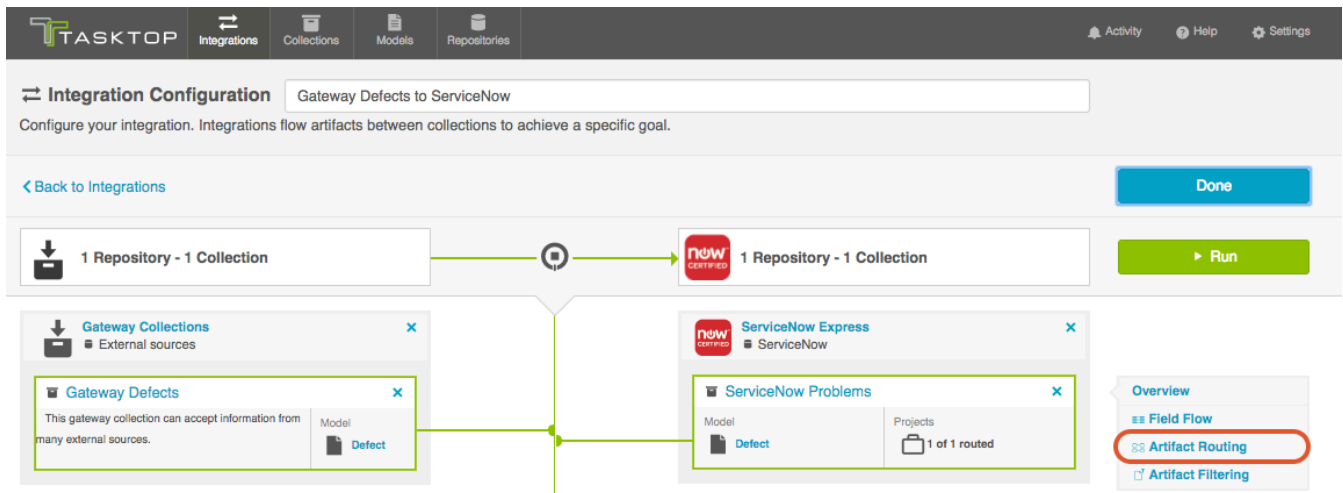 TASKTOP
Integrations
Collections
Models
Repositories
Activity
Help
Settings
Integration Configuration
Gateway Defects to ServiceNow
Configure your integration. Integrations flow artifacts between collections to achieve a specific goal.
Back to Integrations
Done
1 Repository - 1 Collection
now
CERTIFIED
1 Repository - 1 Collection
Run
Gateway Collections
External sources
Gateway Defects
This gateway collection can accept information from
many external sources.
Model
Defect
now
CERTIFIED
ServiceNow Express
ServiceNow
ServiceNow Problems
Model
Defect
Projects
1 of 1 routed
Overview
Field Flow
Artifact Routing
Artifact Filtering